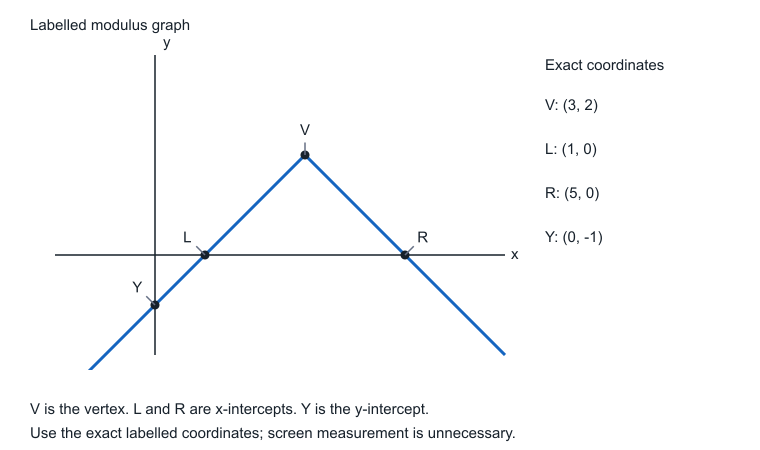 Labelled modulus graph
y
Exact coordinates
V: (3, 2)
V
L: (1, 0)
R: (5, 0)
L
R
Y: (0, -1)
x
Y
V is the vertex. L and R are x-intercepts. Y is the y-intercept.
Use the exact labelled coordinates; screen measurement is unnecessary.